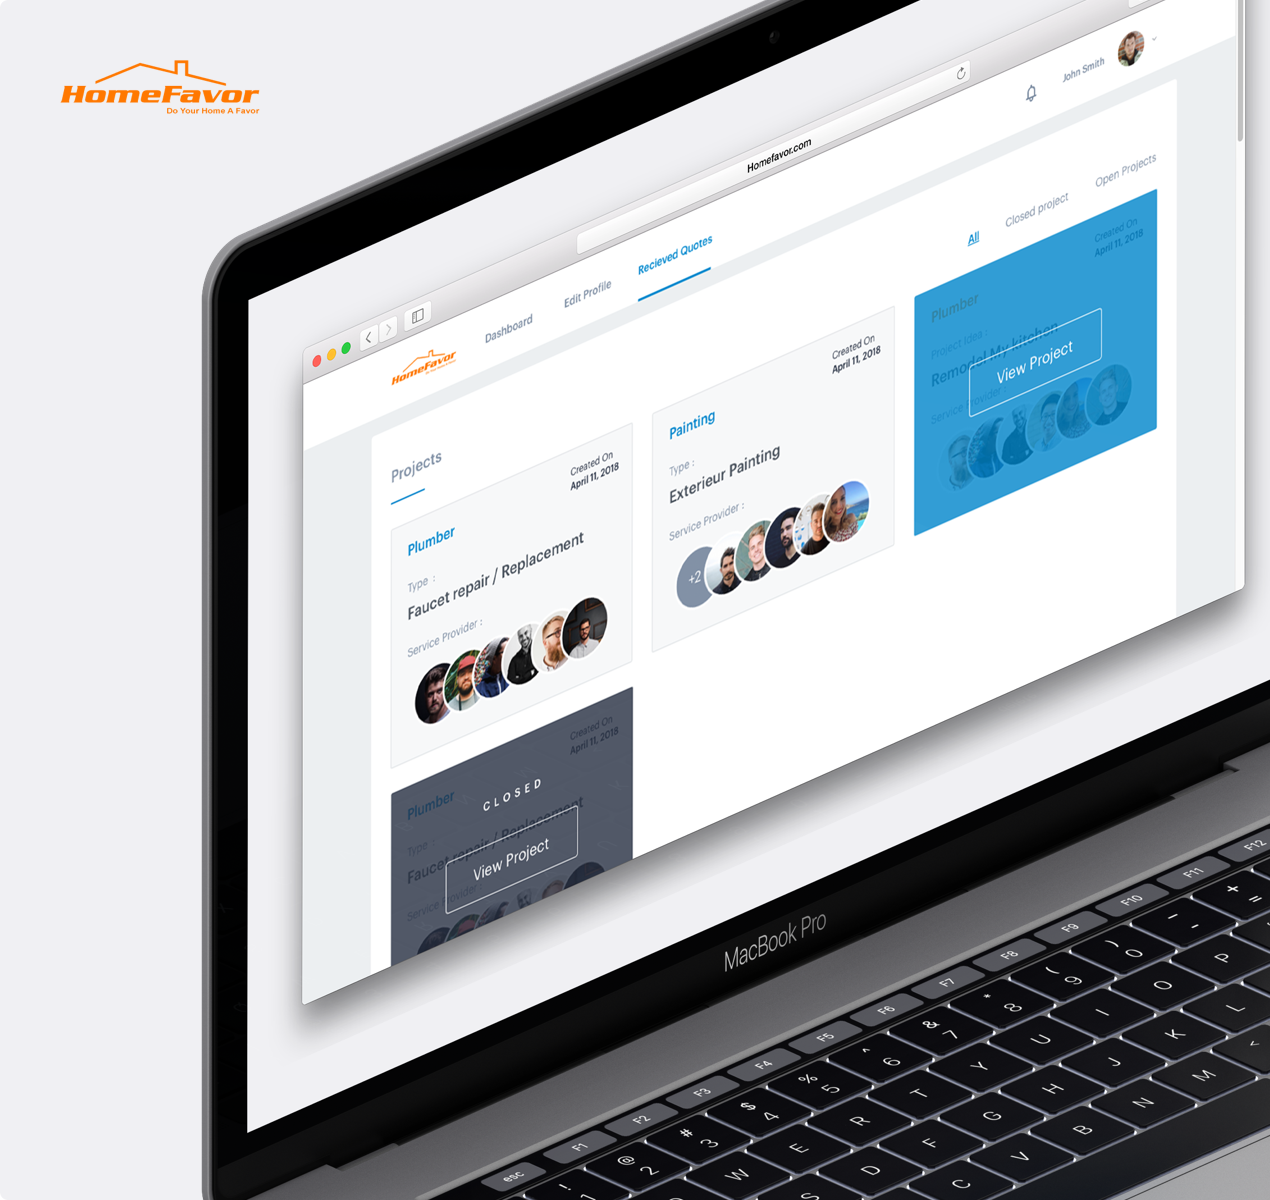 HomeFavor
Do Your Home A Favor
Homefavor.com
HomeFavor
Dashboard
Edit Profile
Recieved Quotes
John Smith
Projects
All
Closed project
Open Projects
Created On
April 11, 2018
Plumber
Type :
Faucet repair / Replacement
Service Provider :
Created On
April 11, 2018
Painting
Type :
Exterieur Painting
Service Provider :
+2
Created On
April 11, 2018
Plumber
Project Idea :
Remodel My kitchen
View Project
Service Provider :
Created On
April 11, 2018
Plumber
CLOSED
Type :
Faucet repair / Replacement
View Project
Service Provider :
MacBook Pro
esc F1 F2 F3 F4 F5 F6 F7 F8 F9 F10 F11 F12
! @ # $ % ^ & * ( ) _ +
1 2 3 4 5 6 7 8 9 0 - =
W E R T Y U I O P
S D F G H J K L
C V B N M <